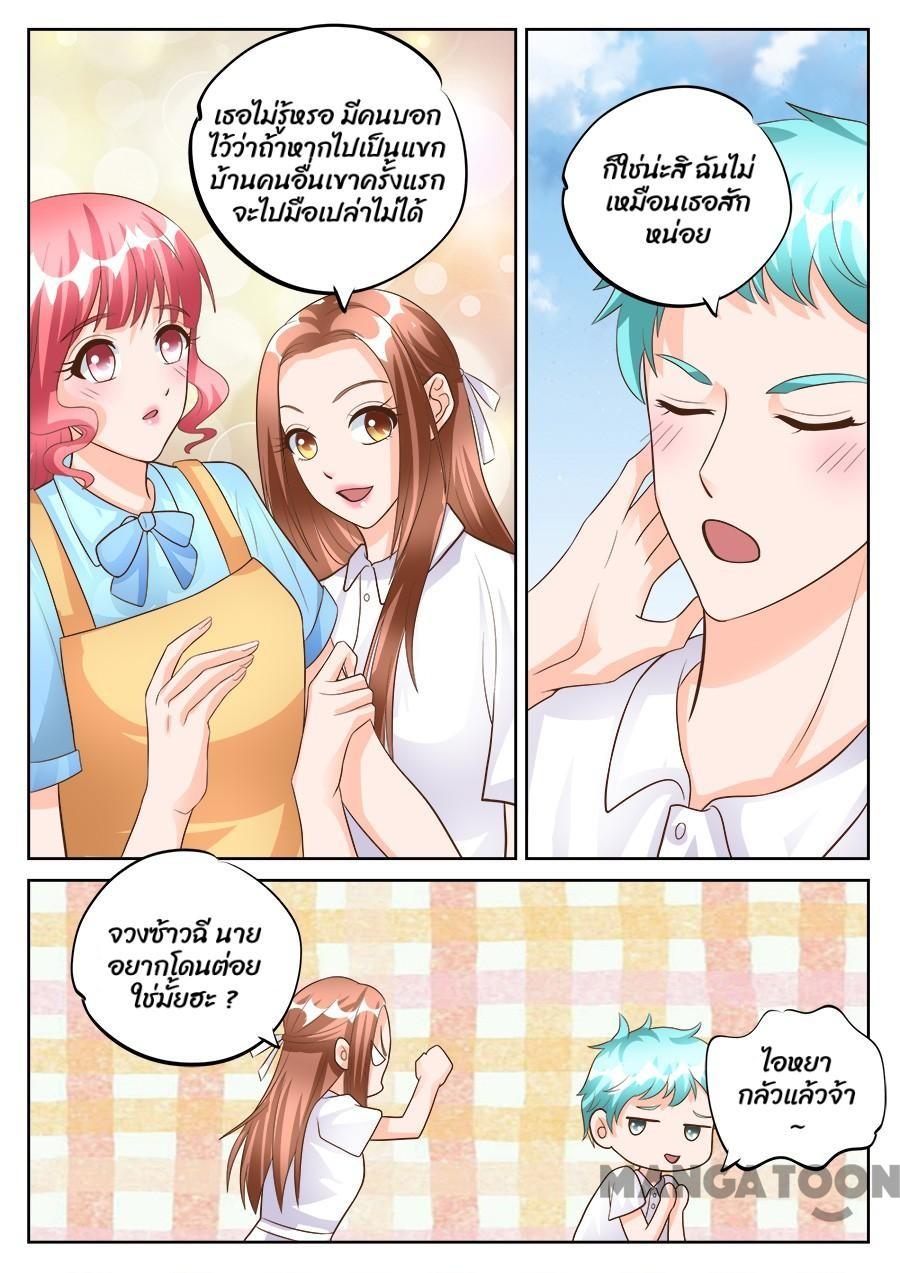 เธอไม่รู้หรอ มีคนบอก
ไว้ว่าถ้าหากไปเป็นแขก
บ้านคนอื่นเขาครั้งแรก
จะไปมือเปล่าไม่ได้
ก็ใช่น่ะสิ ฉันไม่
เหมือนเธอสัก
หน่อย
จวงซ้าวฉี นาย
อยากโดนต่อย
ใช่มั้ยฮะ ?
ไอหยา
กลัวแล้วจ้า
~
MANGATOON